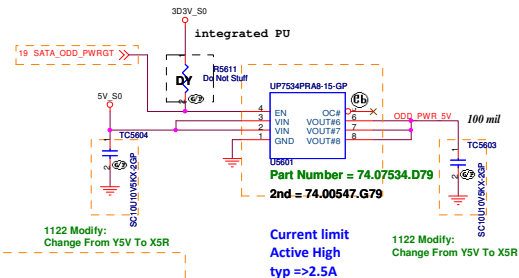 3D3V_S0
integrated PU
19 SATA_ODD_PWRGT
R5611
DY
Do Not Stuff
UP7534PRA8-15-GP
5V_S0
4 EN OC# 5
3 VIN VOUT#6 6
2 VIN VOUT#7 7
1 GND VOUT#8 8
ODD_PWR_5V
100 mil
U5601
TC5604
SC10U10V5KX-2GP
TC5603
SC10U10V5KX-2GP
Part Number = 74.07534.D79
2nd = 74.00547.G79
1122 Modify:
Change From Y5V To X5R
Current limit
Active High
typ =>2.5A
1122 Modify:
Change From Y5V To X5R